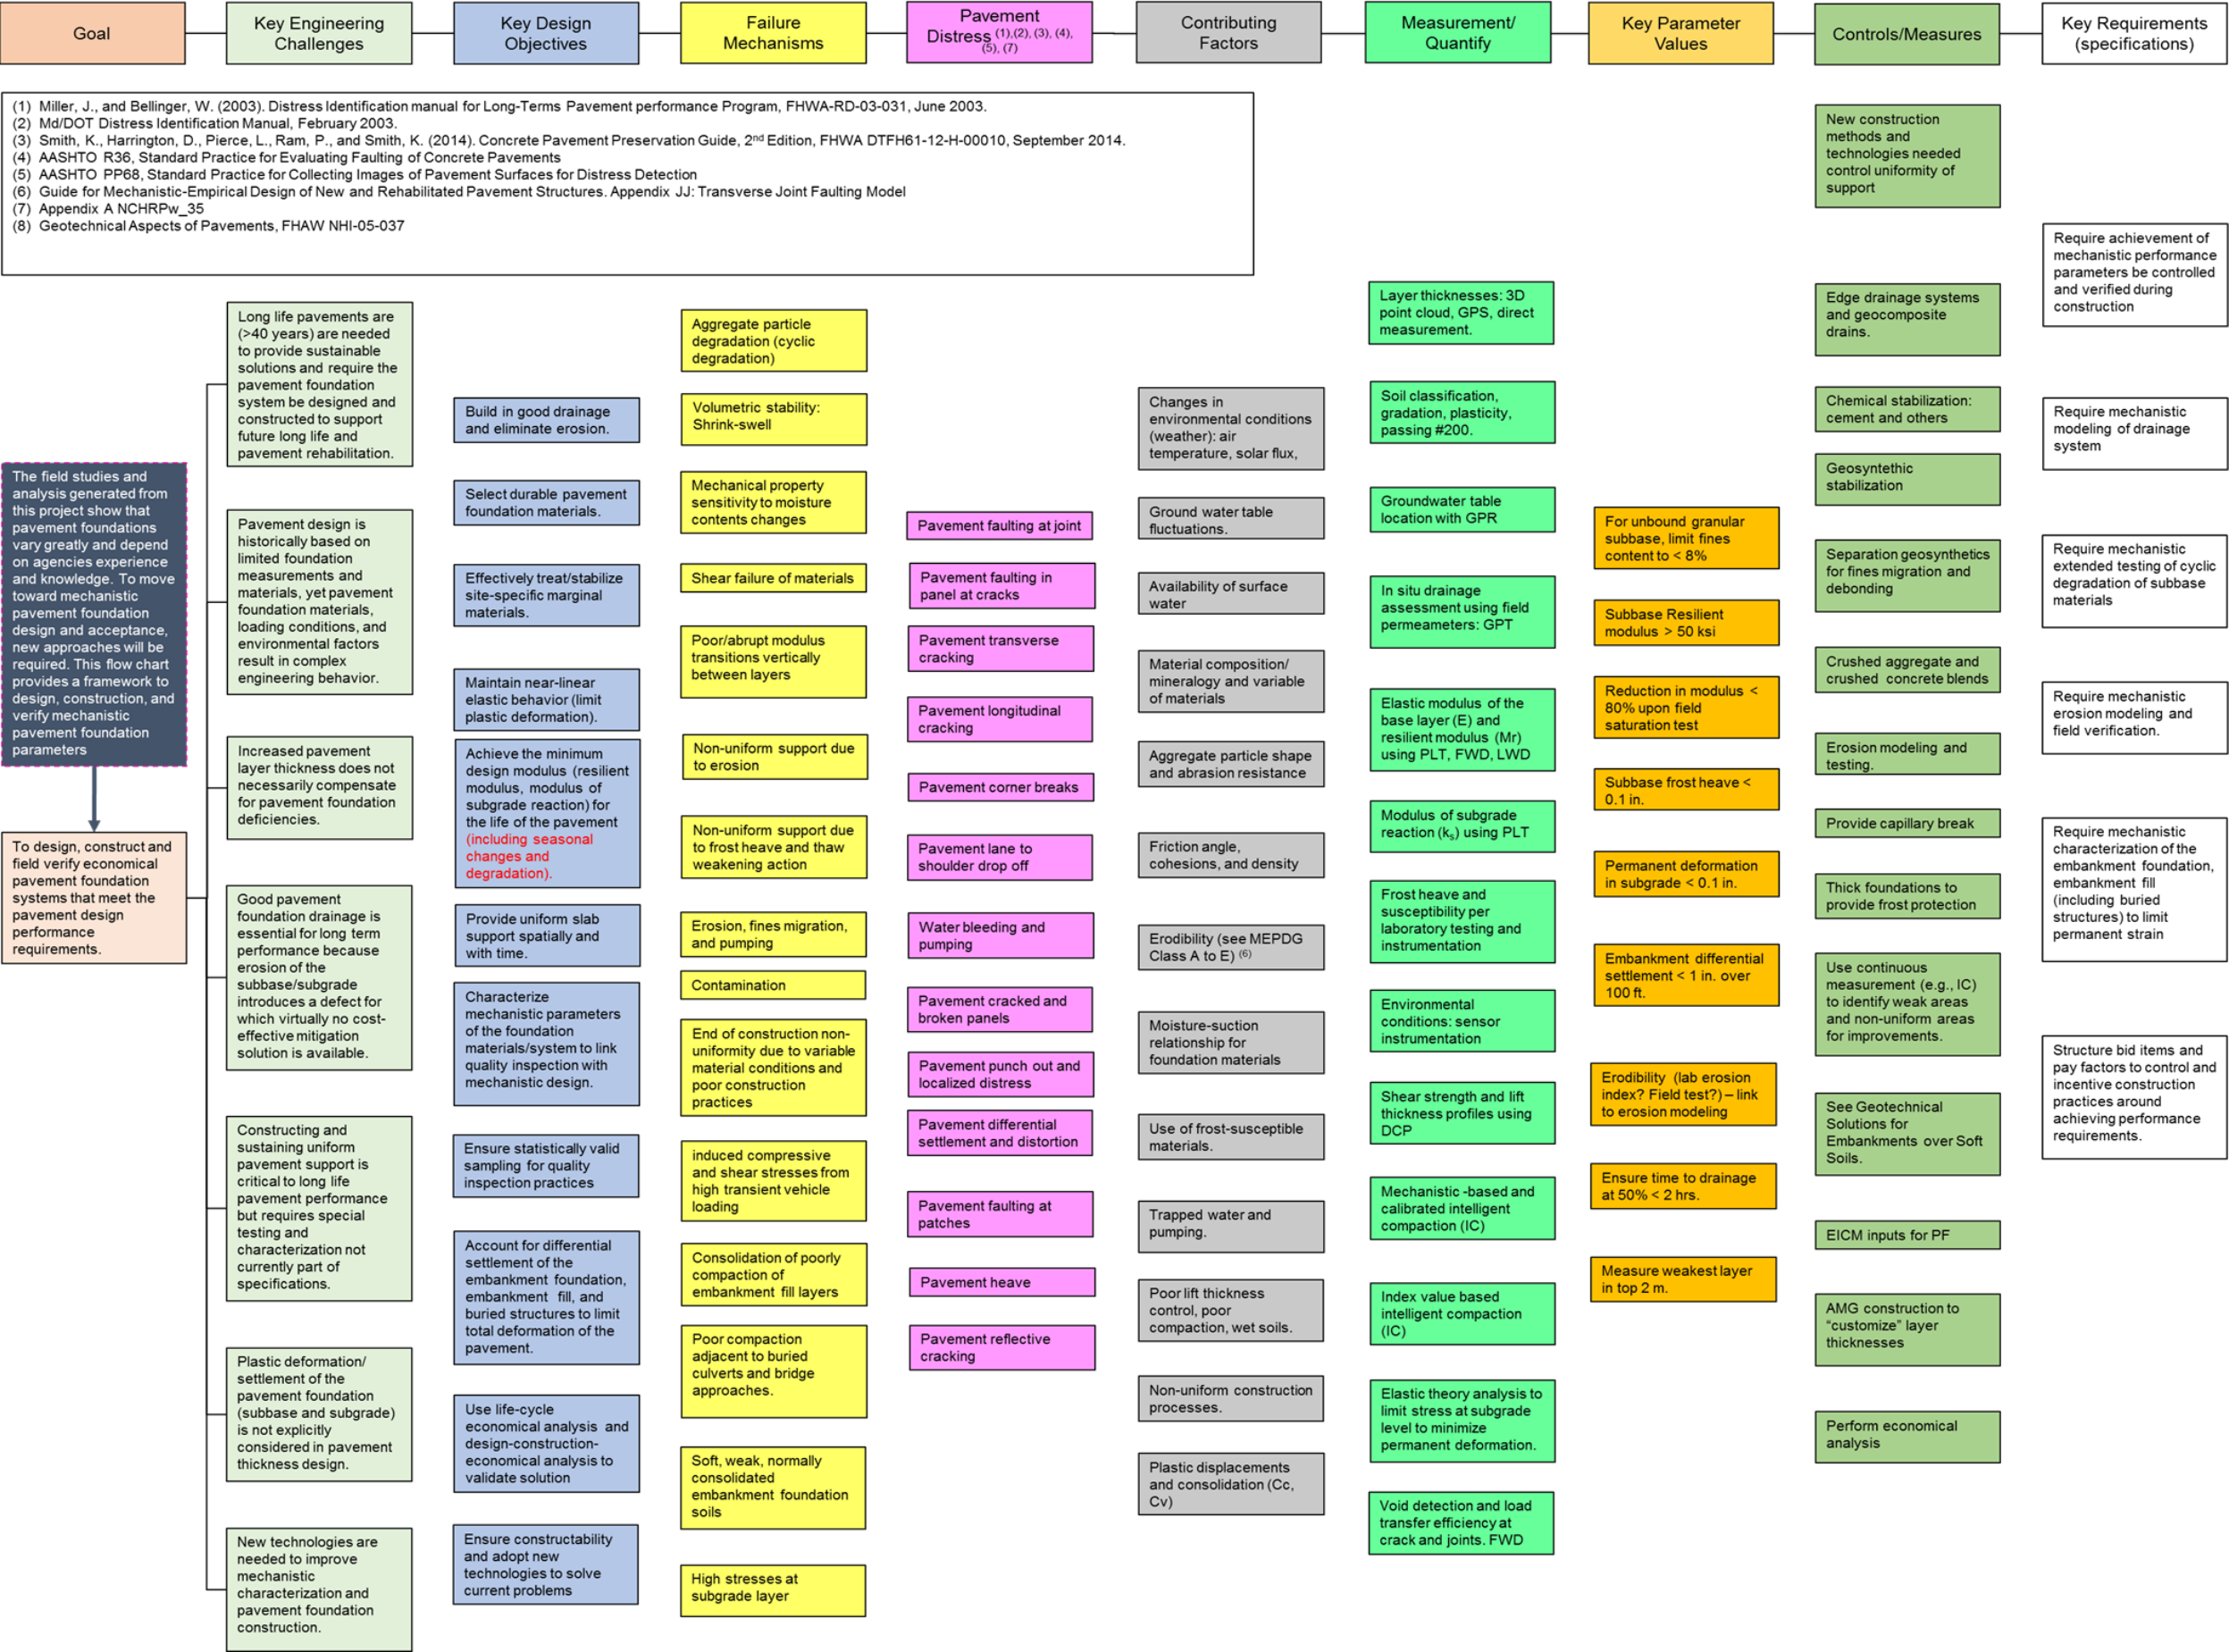 Goal
Key Engineering
Challenges
Key Design
Objectives
Failure
Mechanisms
Pavement
Distress (1),(2), (3), (4),
(5), (7)
Contributing
Factors
Measurement/
Quantify
Key Parameter
Values
Controls/Measures
Key Requirements
(specifications)
(1) Miller, J., and Bellinger, W. (2003). Distress Identification manual for Long-Terms Pavement performance Program, FHWA-RD-03-031, June 2003.
(2) Md/DOT Distress Identification Manual, February 2003.
(3) Smith, K., Harrington, D., Pierce, L., Ram, P., and Smith, K. (2014). Concrete Pavement Preservation Guide, 2nd Edition, FHWA DTFH61-12-H-00010, September 2014.
(4) AASHTO R36, Standard Practice for Evaluating Faulting of Concrete Pavements
(5) AASHTO PP68, Standard Practice for Collecting Images of Pavement Surfaces for Distress Detection
(6) Guide for Mechanistic-Empirical Design of New and Rehabilitated Pavement Structures. Appendix JJ: Transverse Joint Faulting Model
(7) Appendix A NCHRPw_35
(8) Geotechnical Aspects of Pavements, FHAW NHI-05-037
The field studies and
analysis generated from
this project show that
pavement foundations
vary greatly and depend
on agencies experience
and knowledge. To move
toward mechanistic
pavement foundation
design and acceptance,
new approaches will be
required. This flow chart
provides a framework to
design, construction, and
verify mechanistic
pavement foundation
parameters
To design, construct and
field verify economical
pavement foundation
systems that meet the
pavement design
performance
requirements.
Long life pavements are
(>40 years) are needed
to provide sustainable
solutions and require the
pavement foundation
system be designed and
constructed to support
future long life and
pavement rehabilitation.
Pavement design is
historically based on
limited foundation
measurements and
materials, yet pavement
foundation materials,
loading conditions, and
environmental factors
result in complex
engineering behavior.
Increased pavement
layer thickness does not
necessarily compensate
for pavement foundation
deficiencies.
Good pavement
foundation drainage is
essential for long term
performance because
erosion of the
subbase/subgrade
introduces a defect for
which virtually no cost-
effective mitigation
solution is available.
Constructing and
sustaining uniform
pavement support is
critical to long life
pavement performance
but requires special
testing and
characterization not
currently part of
specifications.
Plastic deformation/
settlement of the
pavement foundation
(subbase and subgrade)
is not explicitly
considered in pavement
thickness design.
New technologies are
needed to improve
mechanistic
characterization and
pavement foundation
construction.
Build in good drainage
and eliminate erosion.
Select durable pavement
foundation materials.
Effectively treat/stabilize
site-specific marginal
materials.
Maintain near-linear
elastic behavior (limit
plastic deformation).
Achieve the minimum
design modulus (resilient
modulus, modulus of
subgrade reaction) for
the life of the pavement
(including seasonal
changes and
degradation).
Provide uniform slab
support spatially and
with time.
Characterize
mechanistic parameters
of the foundation
materials/system to link
quality inspection with
mechanistic design.
Ensure statistically valid
sampling for quality
inspection practices
Account for differential
settlement of the
embankment foundation,
embankment fill, and
buried structures to limit
total deformation of the
pavement.
Use life-cycle
economical analysis and
design-construction-
economical analysis to
validate solution
Ensure constructability
and adopt new
technologies to solve
current problems
Aggregate particle
degradation (cyclic
degradation)
Volumetric stability:
Shrink-swell
Mechanical property
sensitivity to moisture
contents changes
Shear failure of materials
Poor/abrupt modulus
transitions vertically
between layers
Non-uniform support due
to erosion
Non-uniform support due
to frost heave and thaw
weakening action
Erosion, fines migration,
and pumping
Contamination
End of construction non-
uniformity due to variable
material conditions and
poor construction
practices
induced compressive
and shear stresses from
high transient vehicle
loading
Consolidation of poorly
compaction of
embankment fill layers
Poor compaction
adjacent to buried
culverts and bridge
approaches.
Soft, weak, normally
consolidated
embankment foundation
soils
High stresses at
subgrade layer
Pavement faulting at joint
Pavement faulting in
panel at cracks
Pavement transverse
cracking
Pavement longitudinal
cracking
Pavement corner breaks
Pavement lane to
shoulder drop off
Water bleeding and
pumping
Pavement cracked and
broken panels
Pavement punch out and
localized distress
Pavement differential
settlement and distortion
Pavement faulting at
patches
Pavement heave
Pavement reflective
cracking
Changes in
environmental conditions
(weather): air
temperature, solar flux,
Ground water table
fluctuations.
Availability of surface
water
Material composition/
mineralogy and variable
of materials
Aggregate particle shape
and abrasion resistance
Friction angle,
cohesions, and density
Erodibility (see MEPDG
Class A to E) (6)
Moisture-suction
relationship for
foundation materials
Use of frost-susceptible
materials.
Trapped water and
pumping.
Poor lift thickness
control, poor
compaction, wet soils.
Non-uniform construction
processes.
Plastic displacements
and consolidation (Cc,
Cv)
Layer thicknesses: 3D
point cloud, GPS, direct
measurement.
Soil classification,
gradation, plasticity,
passing #200.
Groundwater table
location with GPR
In situ drainage
assessment using field
permeameters: GPT
Elastic modulus of the
base layer (E) and
resilient modulus (Mr)
using PLT, FWD, LWD
Modulus of subgrade
reaction (ks) using PLT
Frost heave and
susceptibility per
laboratory testing and
instrumentation
Environmental
conditions: sensor
instrumentation
Shear strength and lift
thickness profiles using
DCP
Mechanistic -based and
calibrated intelligent
compaction (IC)
Index value based
intelligent compaction
(IC)
Elastic theory analysis to
limit stress at subgrade
level to minimize
permanent deformation.
Void detection and load
transfer efficiency at
crack and joints. FWD
For unbound granular
subbase, limit fines
content to < 8%
Subbase Resilient
modulus > 50 ksi
Reduction in modulus <
80% upon field
saturation test
Subbase frost heave <
0.1 in.
Permanent deformation
in subgrade < 0.1 in.
Embankment differential
settlement < 1 in. over
100 ft.
Erodibility (lab erosion
index? Field test?) – link
to erosion modeling
Ensure time to drainage
at 50% < 2 hrs.
Measure weakest layer
in top 2 m.
New construction
methods and
technologies needed
control uniformity of
support
Edge drainage systems
and geocomposite
drains.
Chemical stabilization:
cement and others
Geosyntethic
stabilization
Separation geosynthetics
for fines migration and
debonding
Crushed aggregate and
crushed concrete blends
Erosion modeling and
testing.
Provide capillary break
Thick foundations to
provide frost protection
Use continuous
measurement (e.g., IC)
to identify weak areas
and non-uniform areas
for improvements.
See Geotechnical
Solutions for
Embankments over Soft
Soils.
EICM inputs for PF
AMG construction to
“customize” layer
thicknesses
Perform economical
analysis
Require achievement of
mechanistic performance
parameters be controlled
and verified during
construction
Require mechanistic
modeling of drainage
system
Require mechanistic
extended testing of cyclic
degradation of subbase
materials
Require mechanistic
erosion modeling and
field verification.
Require mechanistic
characterization of the
embankment foundation,
embankment fill
(including buried
structures) to limit
permanent strain
Structure bid items and
pay factors to control and
incentive construction
practices around
achieving performance
requirements.